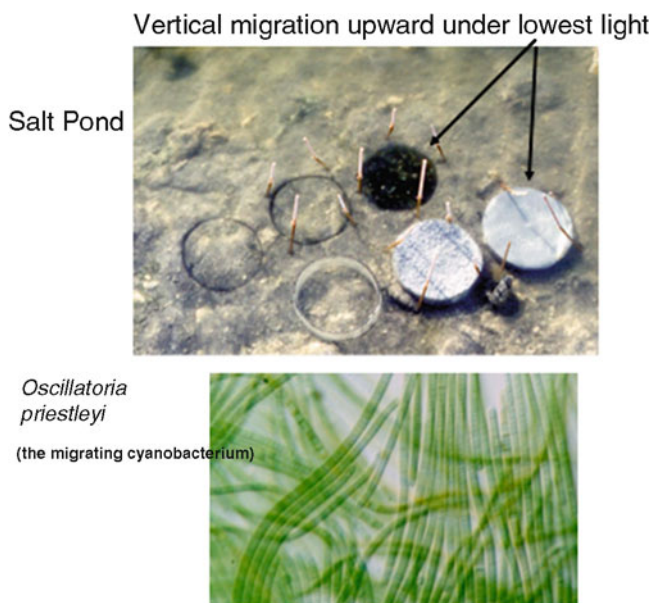 Vertical migration upward under lowest light
Salt Pond
Oscillatoria
priestleyi
(the migrating cyanobacterium)